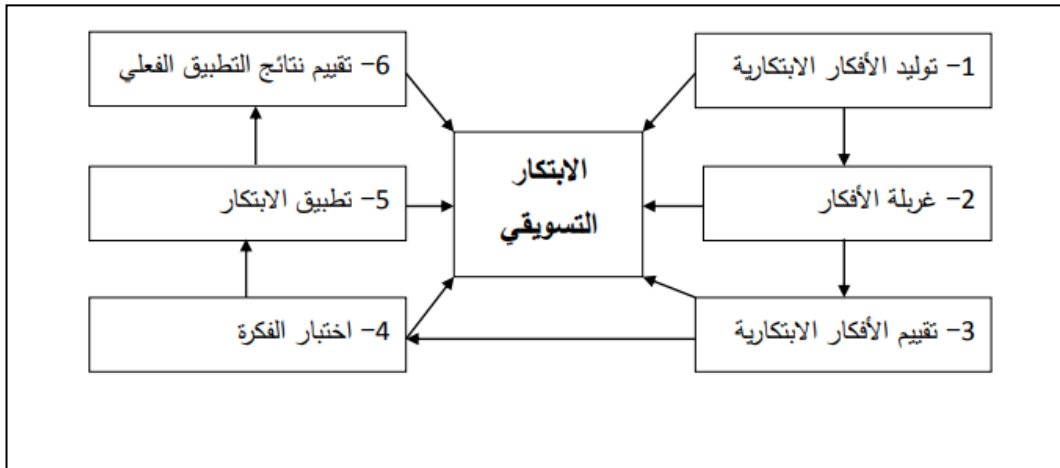 1- توليد الأفكار الابتكارية
6- تقييم نتائج التطبيق الفعلي
الابتكار
التسويقي
2- غربلة الأفكار
5- تطبيق الابتكار
3- تقييم الأفكار الابتكارية
4- اختبار الفكرة